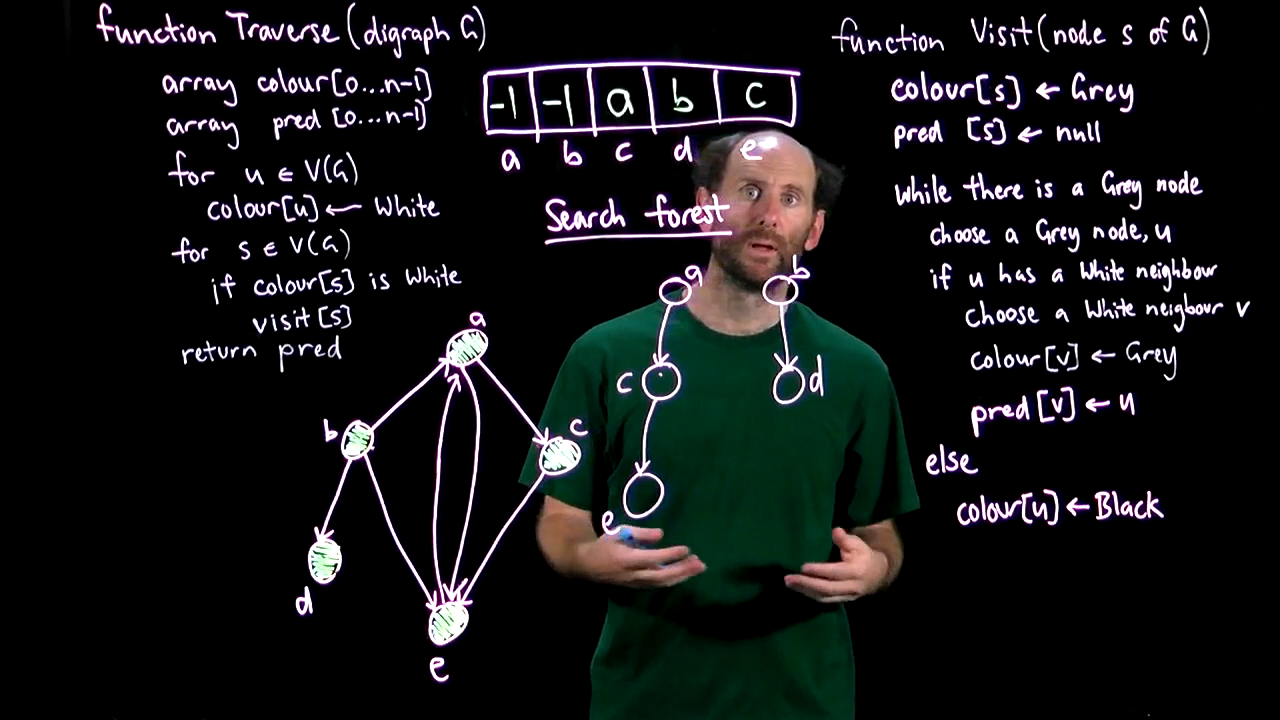 function Traverse (digraph G)
array colour[0...n-1]
array pred [0...n-1]
for u ∈ V(G)
colour[u] ← White
for s ∈ V(G)
if colour[s] is White
visit[s]
return pred
-1 -1 a b c
a b c d e
Search forest
a b
c d
e
a
b
c
d
e
function Visit(node s of G)
colour[s] ← Grey
pred [s] ← null
while there is a Grey node
choose a Grey node, u
if u has a White neighbour
choose a White neighbour v
colour[v] ← Grey
pred[v] ← u
else
colour[u] ← Black